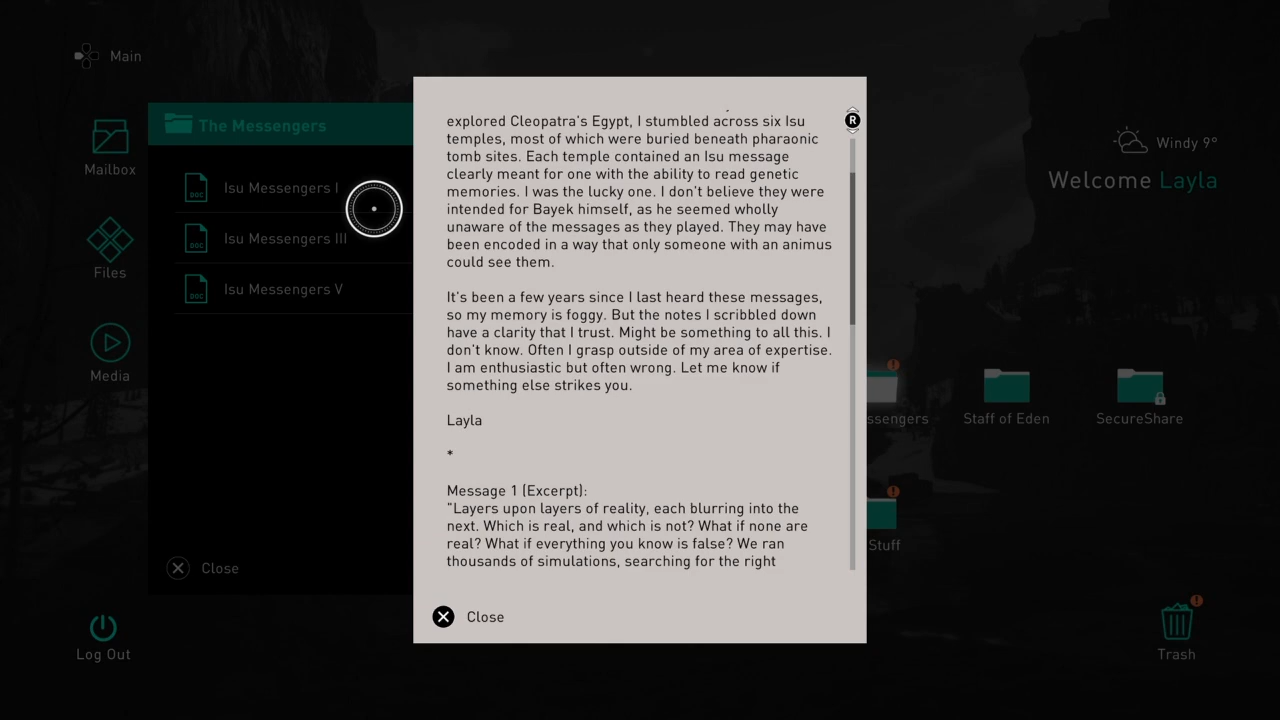 Main
The Messengers
Mailbox
Isu Messengers I
DOC
Isu Messengers III
DOC
Files
Isu Messengers V
DOC
Media
Close
Log Out
explored Cleopatra's Egypt, I stumbled across six Isu
temples, most of which were buried beneath pharaonic
tomb sites. Each temple contained an Isu message
clearly meant for one with the ability to read genetic
memories. I was the lucky one. I don't believe they were
intended for Bayek himself, as he seemed wholly
unaware of the messages as they played. They may have
been encoded in a way that only someone with an animus
could see them.
It's been a few years since I last heard these messages,
so my memory is foggy. But the notes I scribbled down
have a clarity that I trust. Might be something to all this. I
don't know. Often I grasp outside of my area of expertise.
I am enthusiastic but often wrong. Let me know if
something else strikes you.
Layla
*
Message 1 (Excerpt):
"Layers upon layers of reality, each blurring into the
next. Which is real, and which is not? What if none are
real? What if everything you know is false? We ran
thousands of simulations, searching for the right
R
Close
Windy 9°
Welcome Layla
ssengers
Staff of Eden
SecureShare
Stuff
Trash